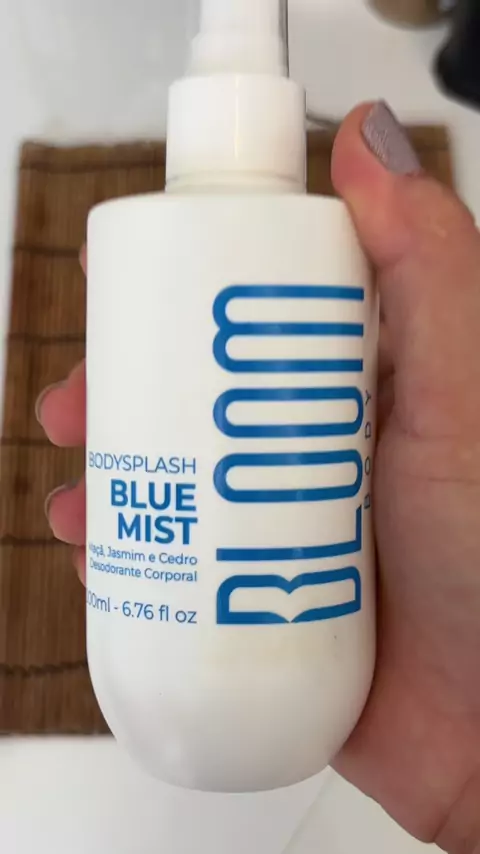 BODYSPLASH
BLUE
MIST
Jasmim e Cedro
Desodorante Corporal
6.76 fl oz
BLOOM
BODY